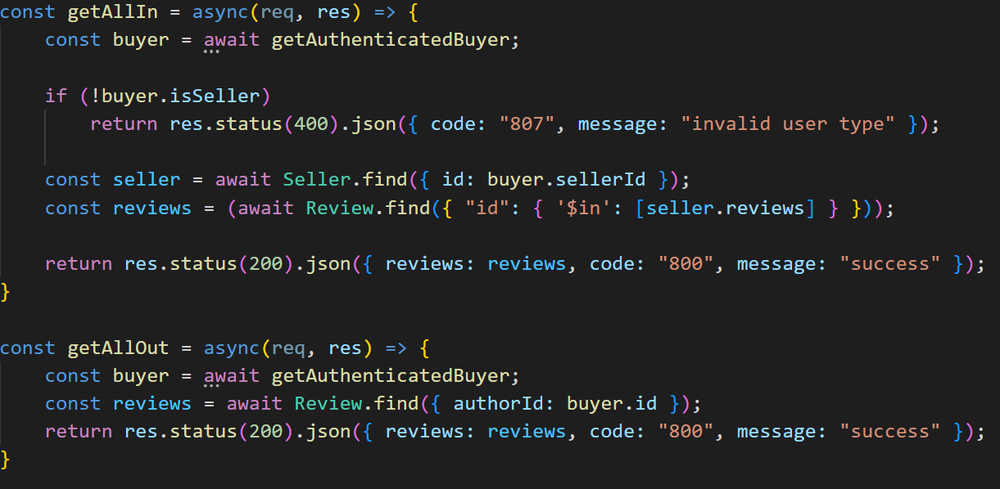 const getAllIn = async(req, res) => {
    const buyer = await getAuthenticatedBuyer;

    if (!buyer.isSeller)
        return res.status(400).json({ code: "807", message: "invalid user type" });

    const seller = await Seller.find({ id: buyer.sellerId });
    const reviews = (await Review.find({ "id": { '$in': [seller.reviews] } }));

    return res.status(200).json({ reviews: reviews, code: "800", message: "success" });
}

const getAllOut = async(req, res) => {
    const buyer = await getAuthenticatedBuyer;
    const reviews = await Review.find({ authorId: buyer.id });
    return res.status(200).json({ reviews: reviews, code: "800", message: "success" });
}